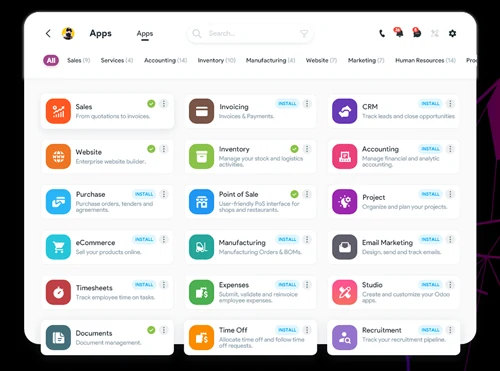 Apps
Apps
Search...
All
Sales (9)
Services (4)
Accounting (14)
Inventory (10)
Manufacturing (4)
Website (7)
Marketing (7)
Human Resources (14)
Sales
From quotations to invoices.
Invoicing
INSTALL
Invoices & Payments.
CRM
INSTALL
Track leads and close opportunities
Website
Enterprise website builder.
Inventory
Manage your stock and logistics
activities.
Accounting
INSTALL
Manage financial and analytic
accounting.
Purchase
INSTALL
Purchase orders, tenders and
agreements.
Point of Sale
User-friendly PoS interface for
shops and restaurants.
Project
INSTALL
Organize and plan your projects.
eCommerce
INSTALL
Sell your products online.
Manufacturing
INSTALL
Manufacturing Orders & BOMs.
Email Marketing
INSTALL
Design, send and track emails.
Timesheets
INSTALL
Track employee time on tasks.
Expenses
INSTALL
Submit, validate and reinvoice
employee expenses.
Studio
INSTALL
Create and customize your Odoo
apps.
Documents
Document management.
Time Off
INSTALL
Allocate time off and follow time
off requests.
Recruitment
INSTALL
Track your recruitment pipeline.